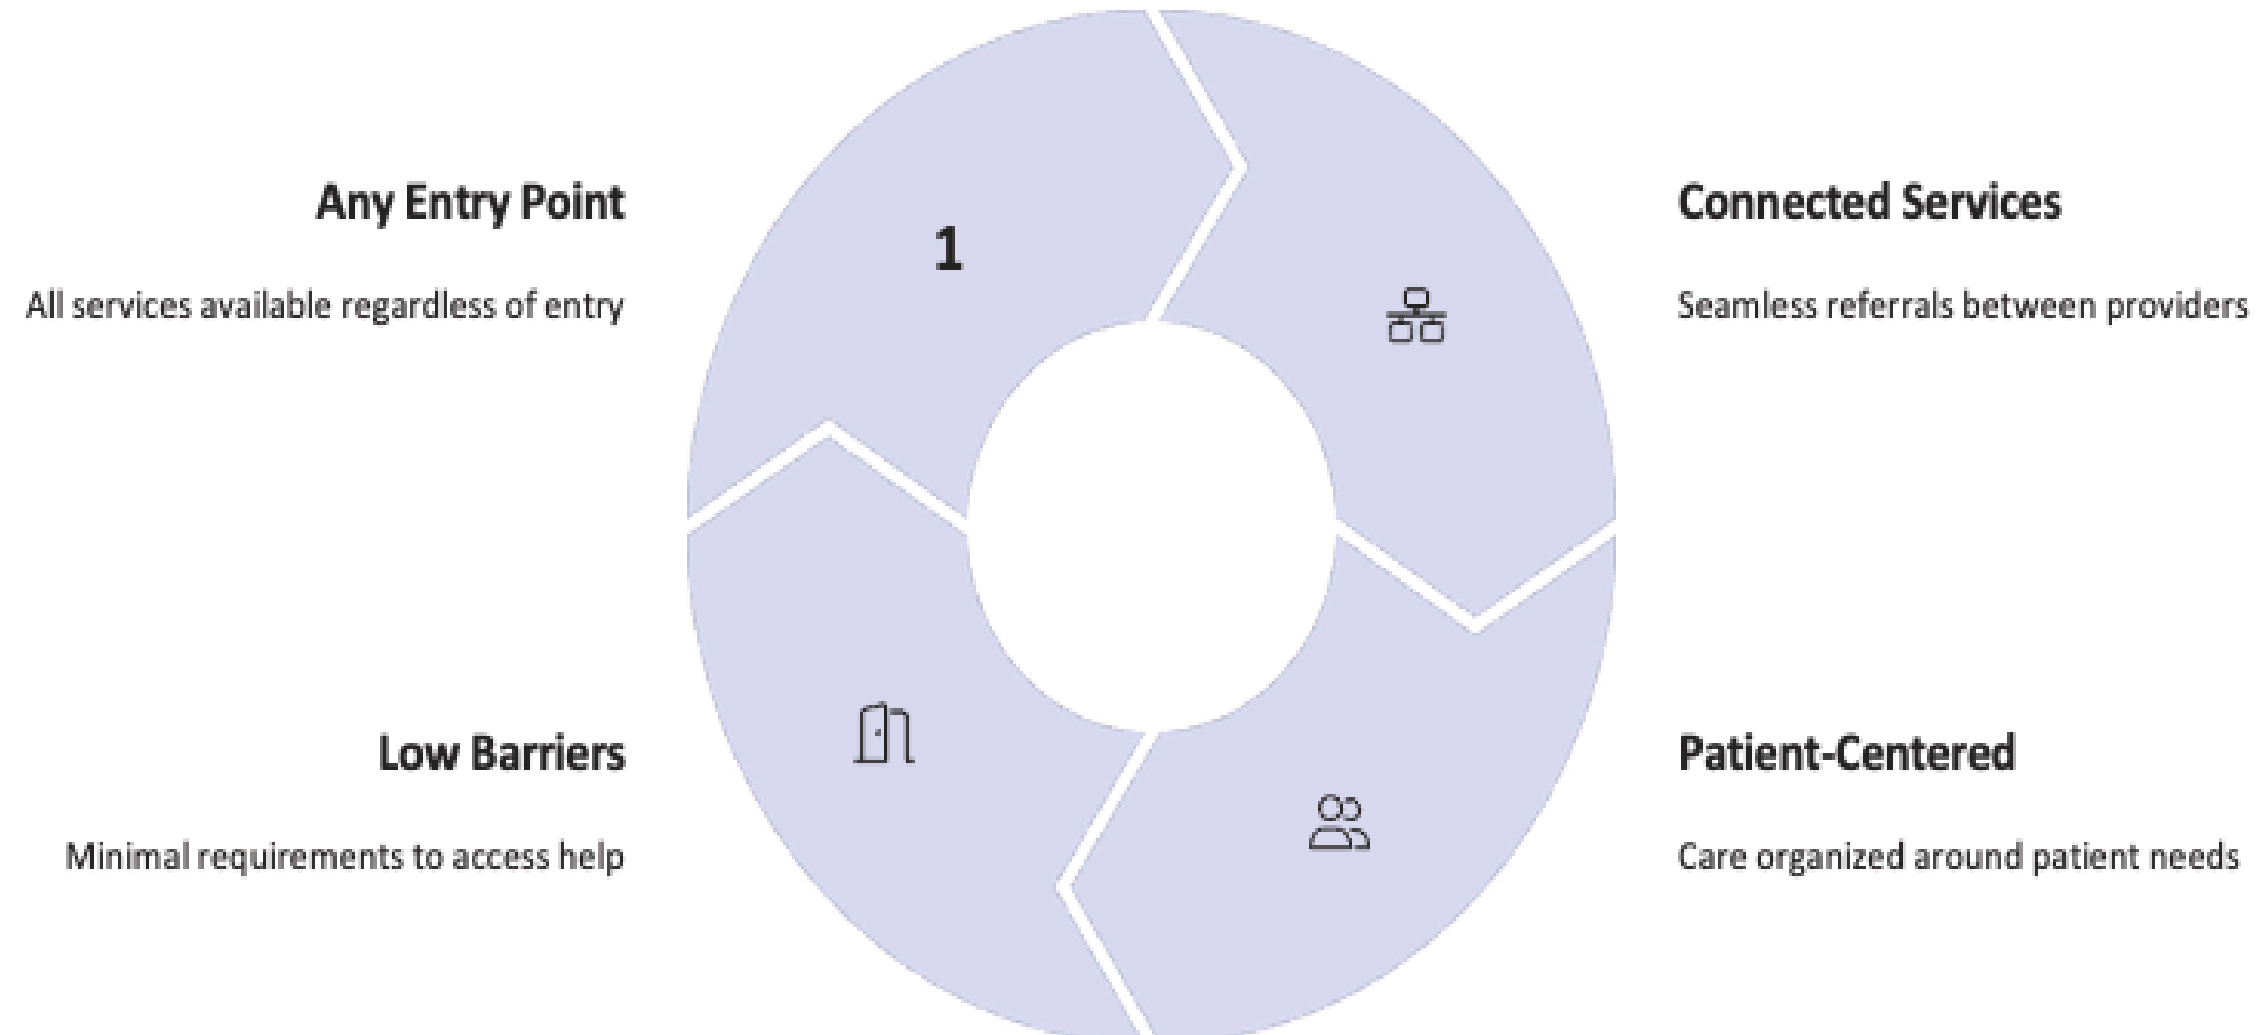 Any Entry Point
All services available regardless of entry
1
Connected Services
Seamless referrals between providers
Low Barriers
Minimal requirements to access help
Patient-Centered
Care organized around patient needs